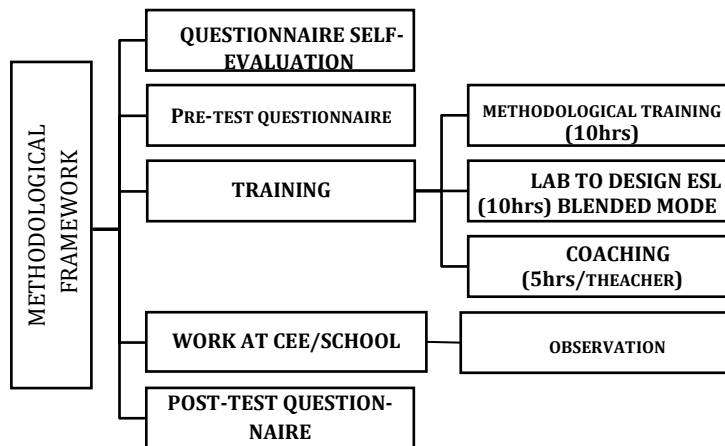 METHODOLOGICAL
FRAMEWORK
QUESTIONNAIRE SELF-
EVALUATION
PRE-TEST QUESTIONNAIRE
TRAINING
METHODOLOGICAL TRAINING
(10hrs)
LAB TO DESIGN ESL
(10hrs) BLENDED MODE
COACHING
(5hrs/THEACHER)
WORK AT CEE/SCHOOL
OBSERVATION
POST-TEST QUESTION-
NAIRE